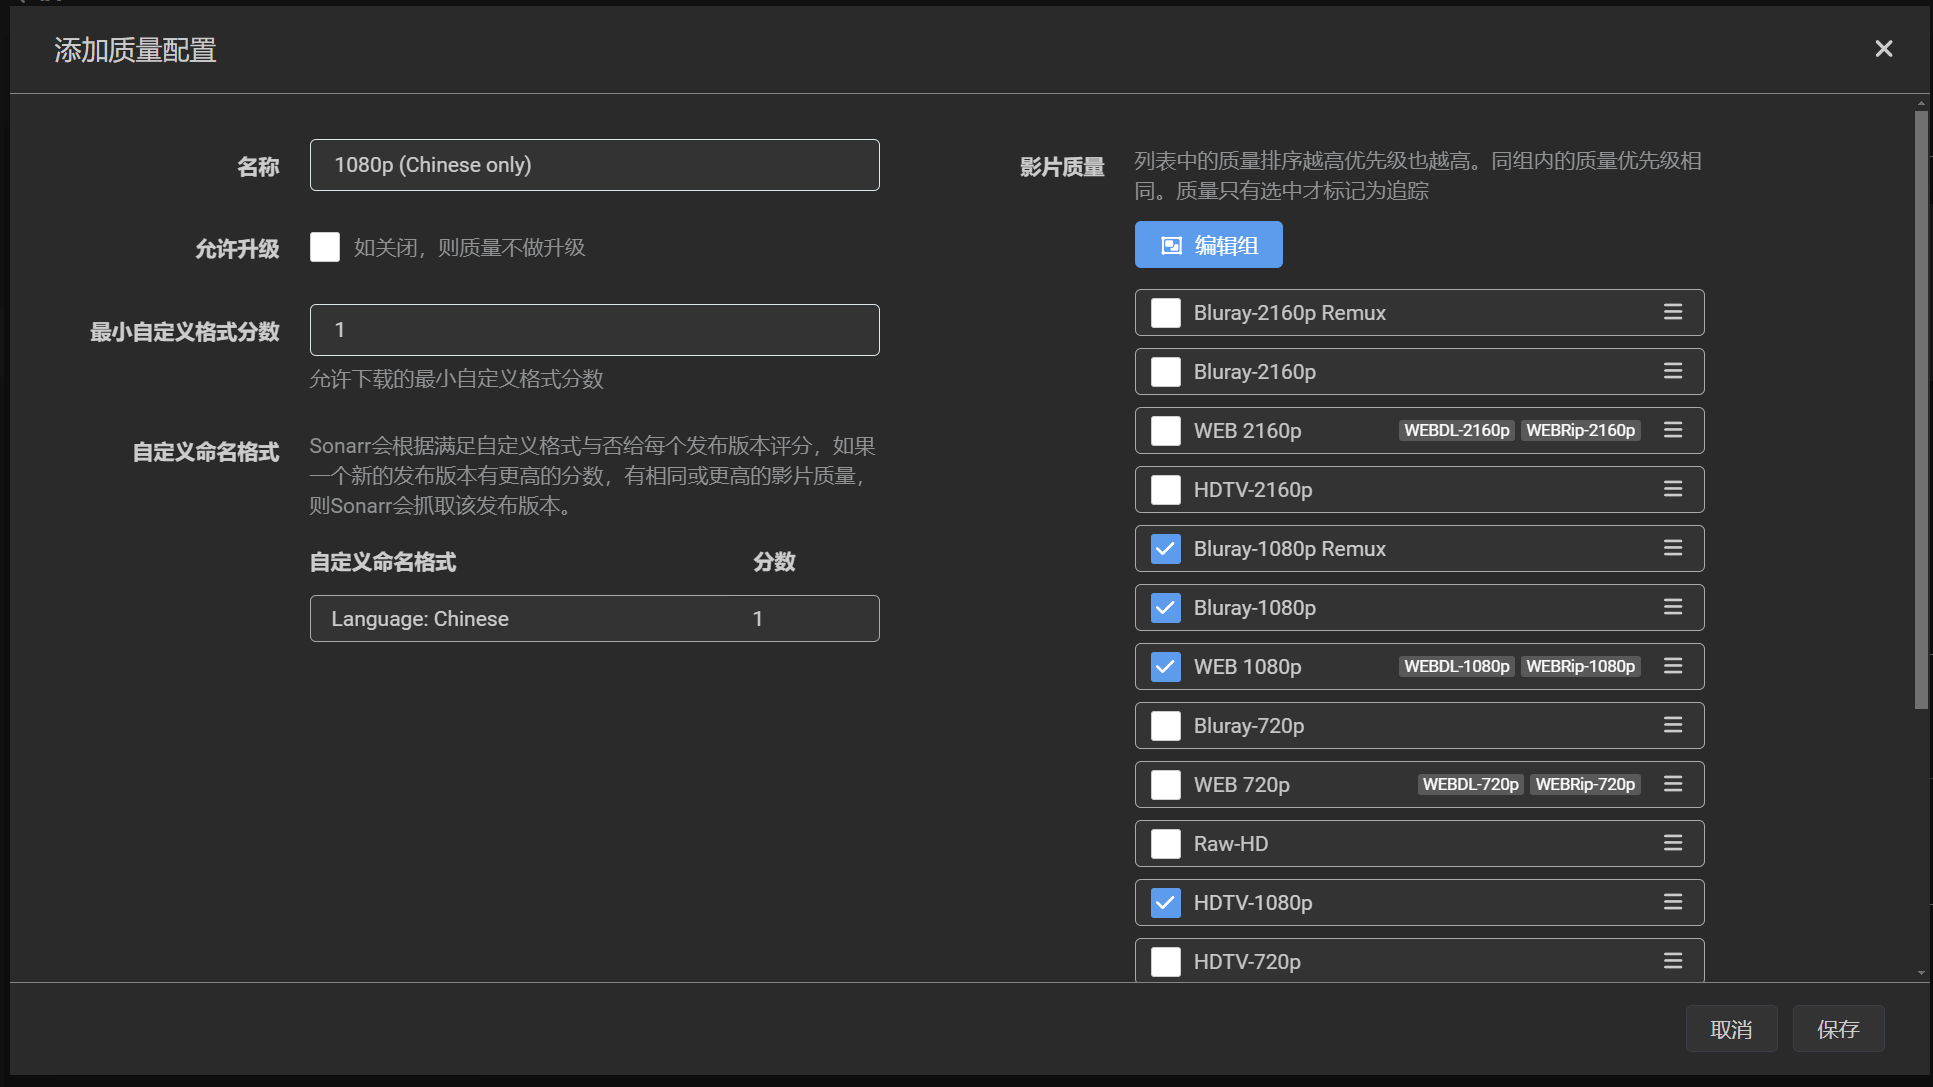 添加质量配置
名称
1080p (Chinese only)
允许升级
如关闭，则质量不做升级
最小自定义格式分数
1
允许下载的最小自定义格式分数
自定义命名格式
Sonarr会根据满足自定义格式与否给每个发布版本评分，如果
一个新的发布版本有更高的分数，有相同或更高的影片质量，
则Sonarr会抓取该发布版本。
自定义命名格式 分数
Language: Chinese 1
影片质量
列表中的质量排序越高优先级也越高。同组内的质量优先级相
同。质量只有选中才标记为追踪
编辑组
Bluray-2160p Remux
Bluray-2160p
WEB 2160p WEBDL-2160p WEBRip-2160p
HDTV-2160p
Bluray-1080p Remux
Bluray-1080p
WEB 1080p WEBDL-1080p WEBRip-1080p
Bluray-720p
WEB 720p WEBDL-720p WEBRip-720p
Raw-HD
HDTV-1080p
HDTV-720p
取消 保存